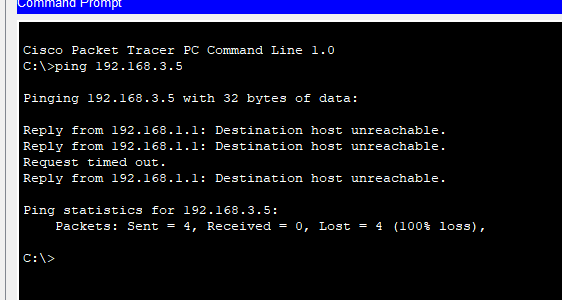 Command Prompt
Cisco Packet Tracer PC Command Line 1.0
C:\>ping 192.168.3.5
Pinging 192.168.3.5 with 32 bytes of data:
Reply from 192.168.1.1: Destination host unreachable.
Reply from 192.168.1.1: Destination host unreachable.
Request timed out.
Reply from 192.168.1.1: Destination host unreachable.
Ping statistics for 192.168.3.5:
    Packets: Sent = 4, Received = 0, Lost = 4 (100% loss),
C:\>